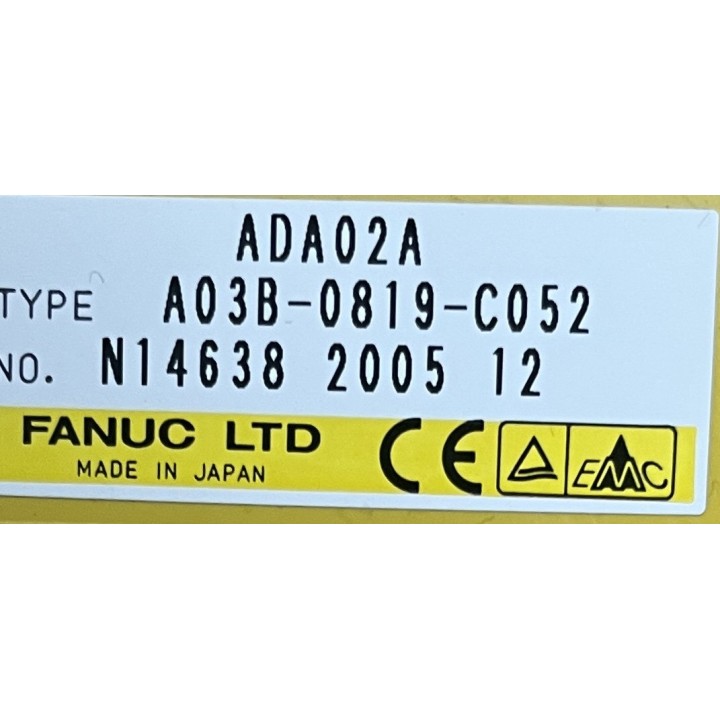 ADA02A
TYPE A03B-0819-C052
NO. N14638 2005 12
FANUC LTD
MADE IN JAPAN
CE
EMC